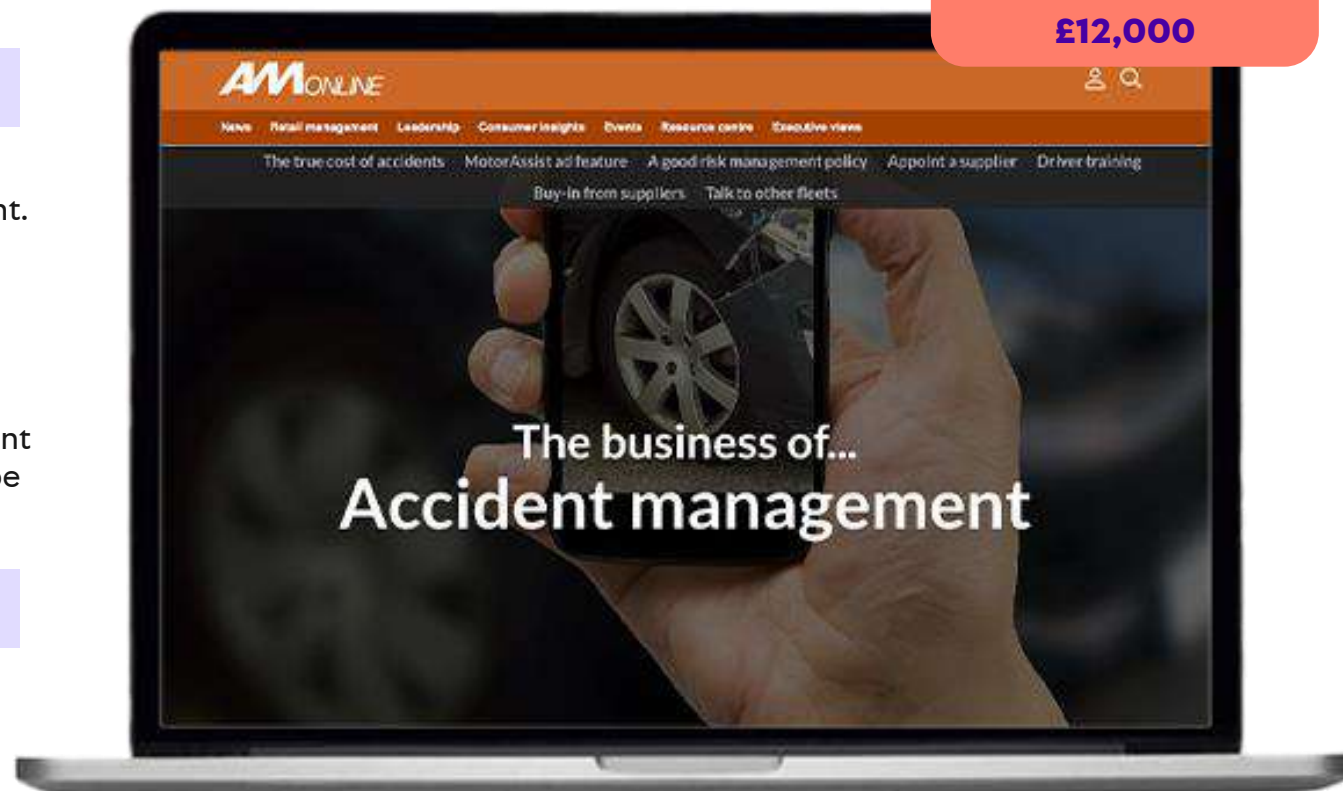 £12,000
AM ONLINE
News Retail management Leadership Consumer insights Events Resource centre Executive views
The true cost of accidents MotorAssist ad feature A good risk management policy Appoint a supplier Driver training
Buy-in from suppliers Talk to other fleets
nt.
nt
be
The business of...
Accident management